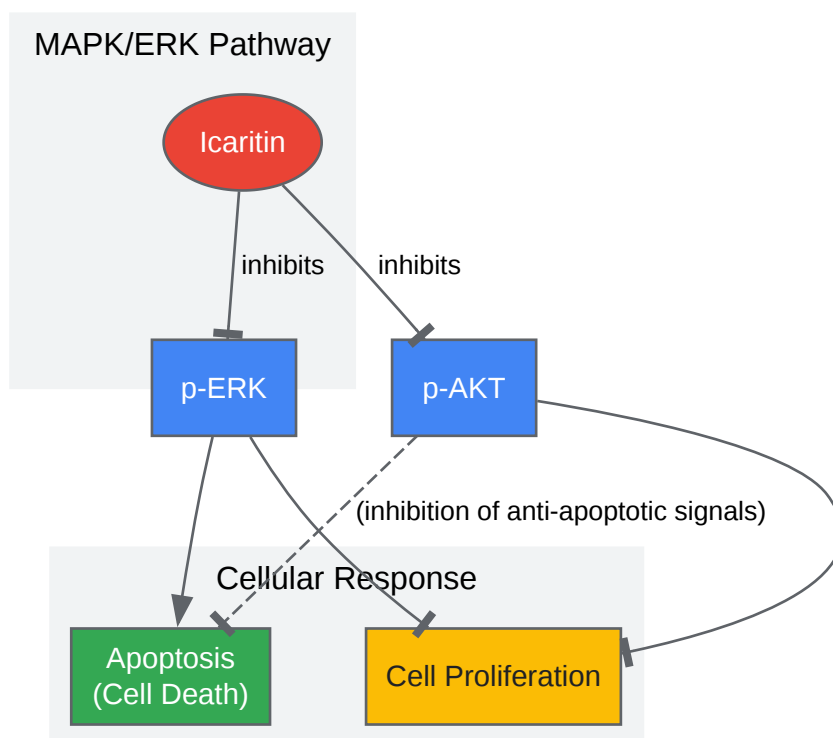 MAPK/ERK Pathway
Icaritin
inhibits
inhibits
p-ERK
p-AKT
(inhibition of anti-apoptotic signals)
Cellular Response
Apoptosis
(Cell Death)
Cell Proliferation